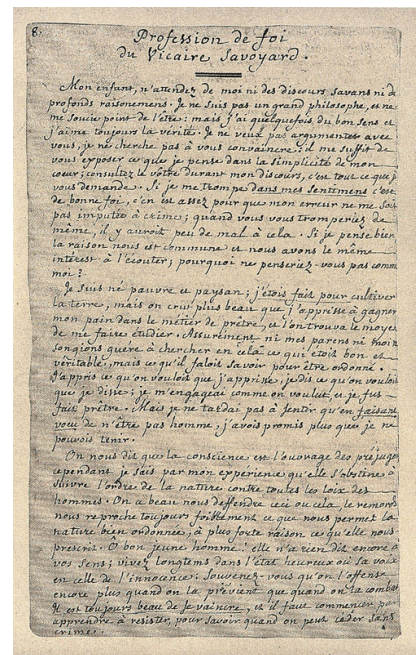 8.
Profession de foi
du Vicaire Savoyard.
Mon enfant, n'attendez de moi ni des discours savans ni d
profonds raisonemens. Je ne suis pas un grand philosophe, et ne
me soucie point de l'être: mais j'ai quelquefois du bon sens et
j'aime toujours la vérité. Je ne veux pas argumenter avec
vous, je ne cherche pas à vous convaincre; il me suffit de
vous exposer ce que je pense dans la simplicité de mon
cœur; consultez le vôtre durant mon discours, c'est tout ce que j
vous demande. Si je me trompe dans mes sentimens c'est
de bonne foi, c'en est assez pour que mon erreur ne me soit
pas imputée à crime; quand vous vous tromperiez de
même, il y auroit peu de mal à cela. Si je pense bien
la raison nous est commune et nous avons le même
intérest à l'écouter; pourquoi ne penseriez-vous pas comm
moi?
Je suis né pauvre et paysan; j'étois fait pour cultiver
la terre, mais on crut plus beau que j'apprisse à gagner
mon pain dans le métier de prêtre, et l'on trouva le moyen
de me faire étudier. Assurément ni mes parens ni moi
songions guère à chercher en cela ce qui étoit bon et
véritable, mais ce qu'il faloit savoir pour être ordonné.
J'appris ce qu'on vouloit que j'apprisse, je dis ce qu'on vouloit
que je disse; je m'engageai comme on voulut, et je fus
fait prêtre. Mais je ne tardai pas à sentir qu'en faisant
vœu de n'être pas homme, j'avois promis plus que je ne
pouvois tenir.
On nous dit que la conscience est l'ouvrage des préjugés
cependant je sais par mon expérience qu'elle s'obstine à
suivre l'ordre de la nature contre toutes les loix des
hommes. On a beau nous deffendre ceci ou cela, le remord
nous reproche toujours foiblement ce que nous permet la
nature bien ordonnée, à plus forte raison ce qu'elle nous
prescrit. O bon jeune homme! elle n'a rien dit encore à
vos sens; vivez longtems dans l'état heureux où sa voix
est celle de l'innocence. Souvenez-vous qu'on l'offense
encore plus quand on la prévient que quand on la combat
Il est toujours beau de se vaincre, et il faut commencer par
apprendre à resister, pour savoir quand on peut céder sans
crime.